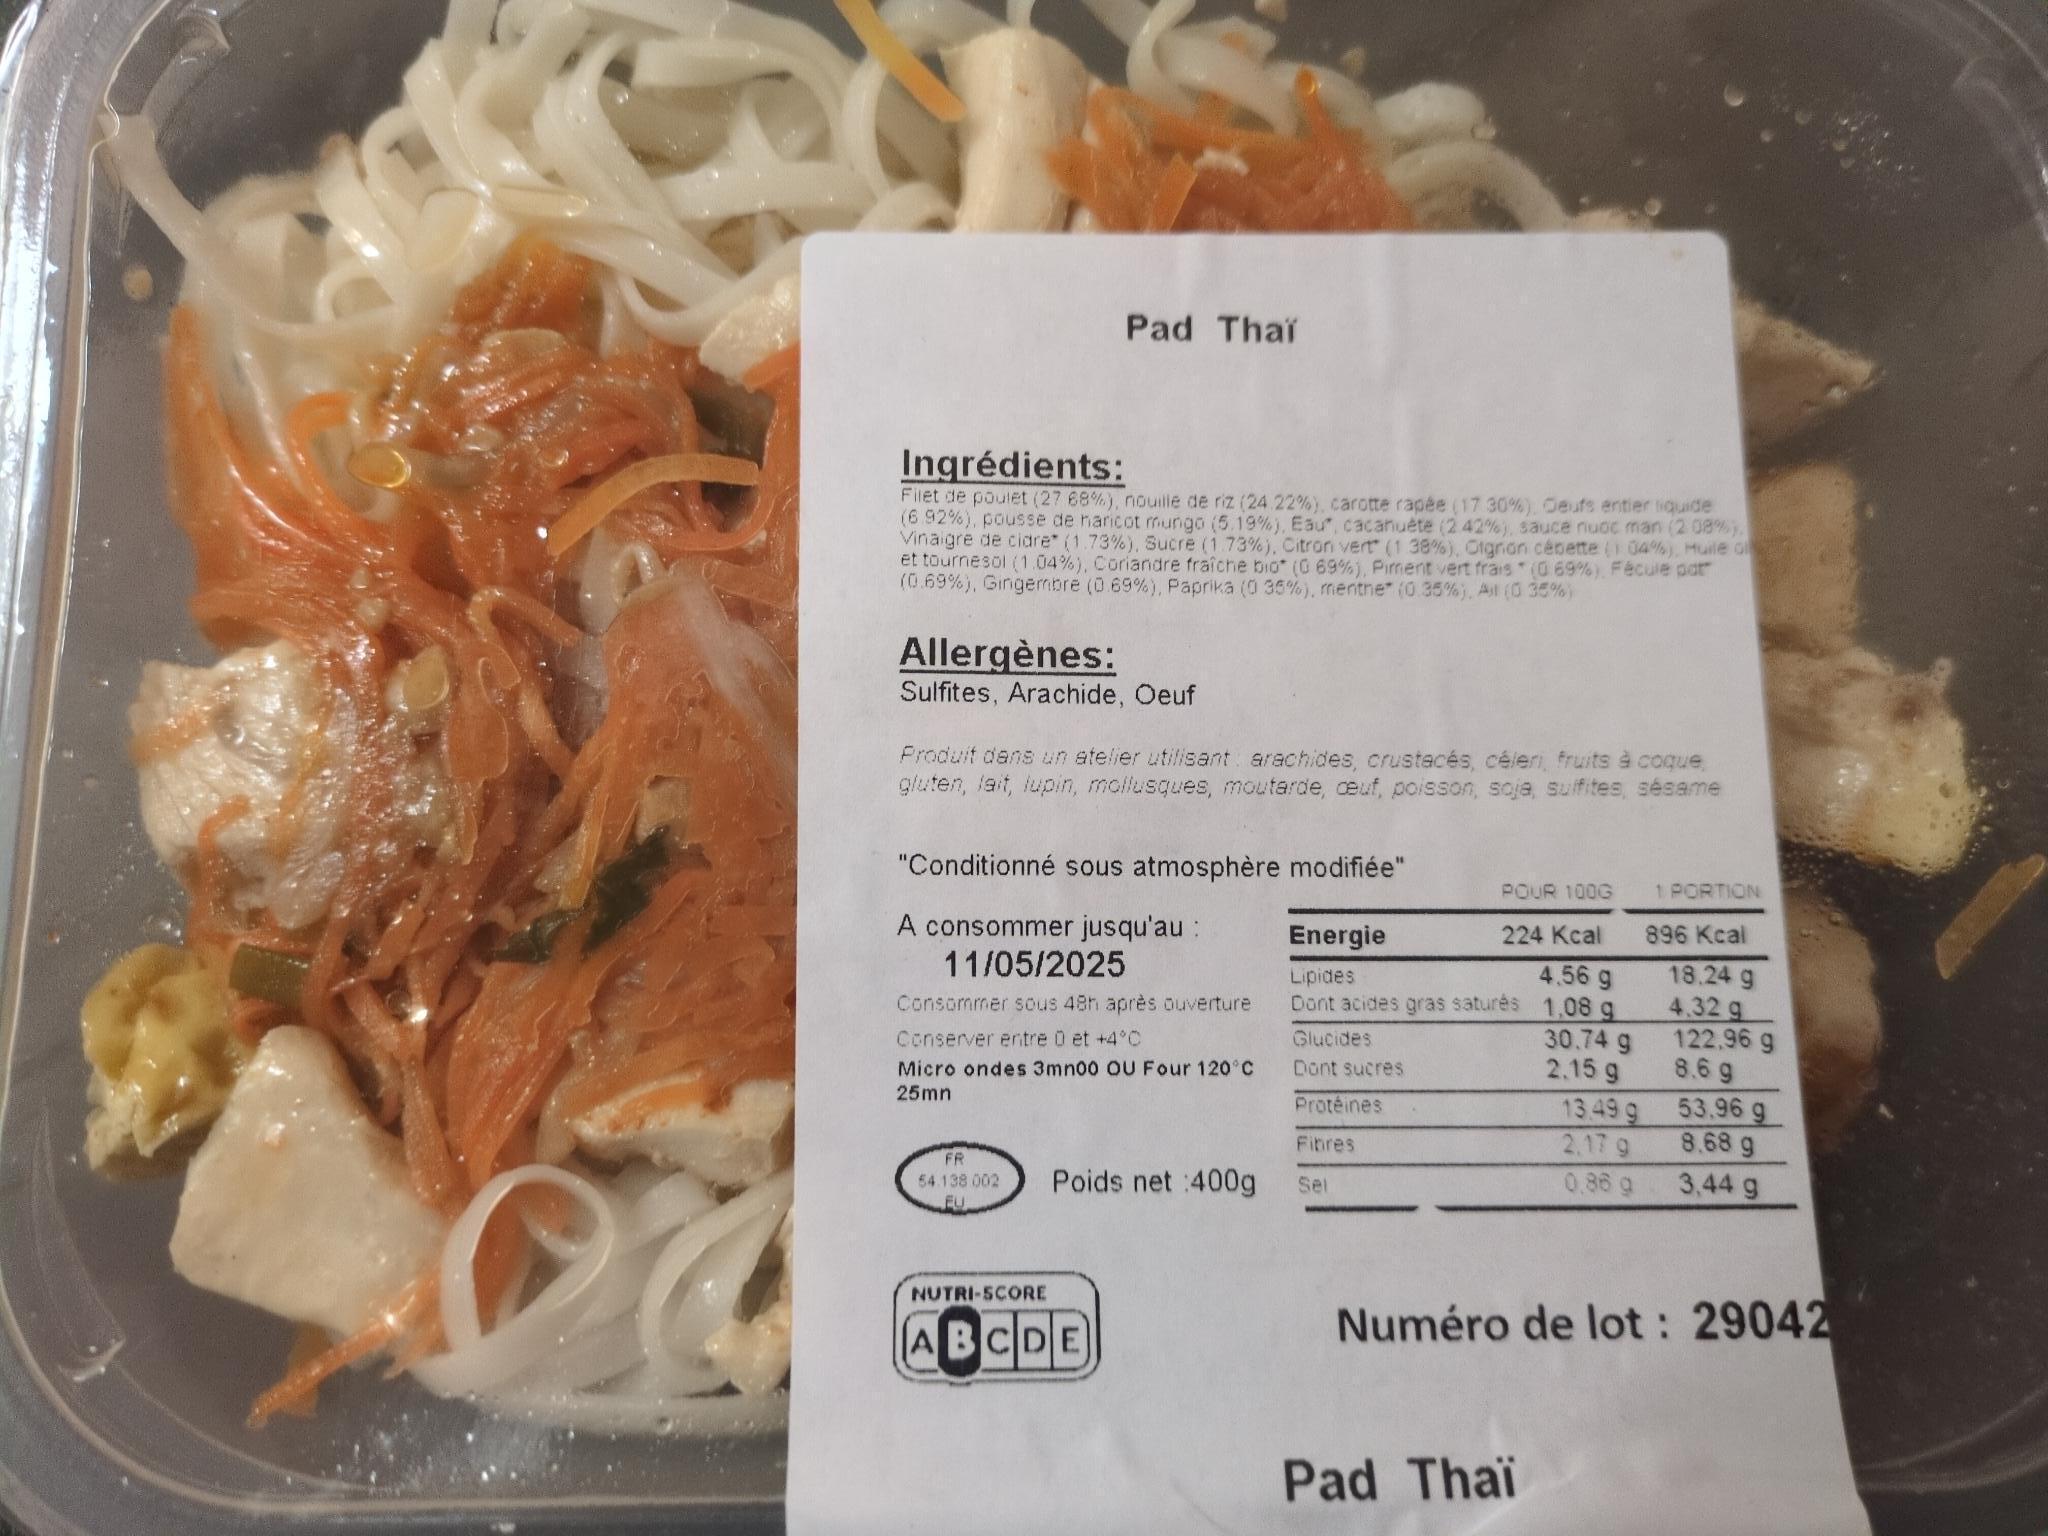 Pad Thaï
Ingrédients:
Filet de poulet (27.68%), nouille de riz (24.22%), carotte rapée (17.30%), Oeufs entier liquide
(6.92%), pousse de haricot mungo (5.19%), Eau*, cacahuète (2.42%), sauce nuoc man (2.08%),
Vinaigre de cidre* (1.73%), Sucre (1.73%), Citron vert* (1.38%), Oignon cébette (1.04%), Huile
et tournesol (1.04%), Coriandre fraîche bio* (0.69%), Piment vert frais * (0.69%), Fécule pdt*
(0.69%), Gingembre (0.69%), Paprika (0.35%), menthe* (0.35%), Ail (0.35%)
Allergènes:
Sulfites, Arachide, Oeuf
Produit dans un atelier utilisant : arachides, crustacés, céleri, fruits à coque,
gluten, lait, lupin, mollusques, moutarde, œuf, poisson, soja, sulfites, sésame
"Conditionné sous atmosphère modifiée"
A consommer jusqu'au :
11/05/2025
Consommer sous 48h après ouverture
Conserver entre 0 et +4°C
Micro ondes 3mn00 OU Four 120°C
25mn
POUR 100G 1 PORTION
Energie 224 Kcal 896 Kcal
Lipides 4,56 g 18,24 g
Dont acides gras saturés 1,08 g 4,32 g
Glucides 30,74 g 122,96 g
Dont sucres 2,15 g 8,6 g
Protéines 13,49 g 53,96 g
Fibres 2,17 g 8,68 g
Sel 0,86 g 3,44 g
FR
54.138.002
EU
Poids net :400g
NUTRI-SCORE
A B C D E
Numéro de lot : 29042
Pad Thaï